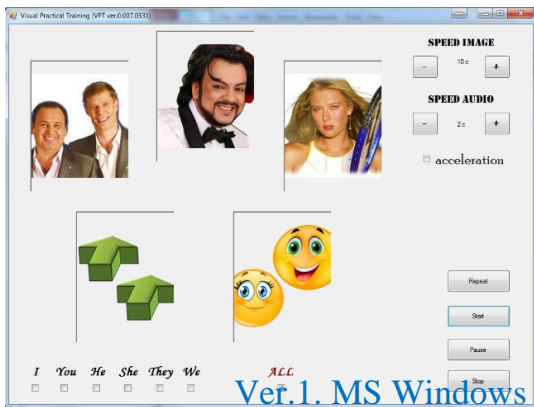 Visual Practical Training (VPT ver.0.007.0331)
SPEED IMAGE
- 10 c +
SPEED AUDIO
- 2 c +
acceleration
Repeat
Start
Pause
Stop
I You He She They We ALL
Ver.1. MS Windows